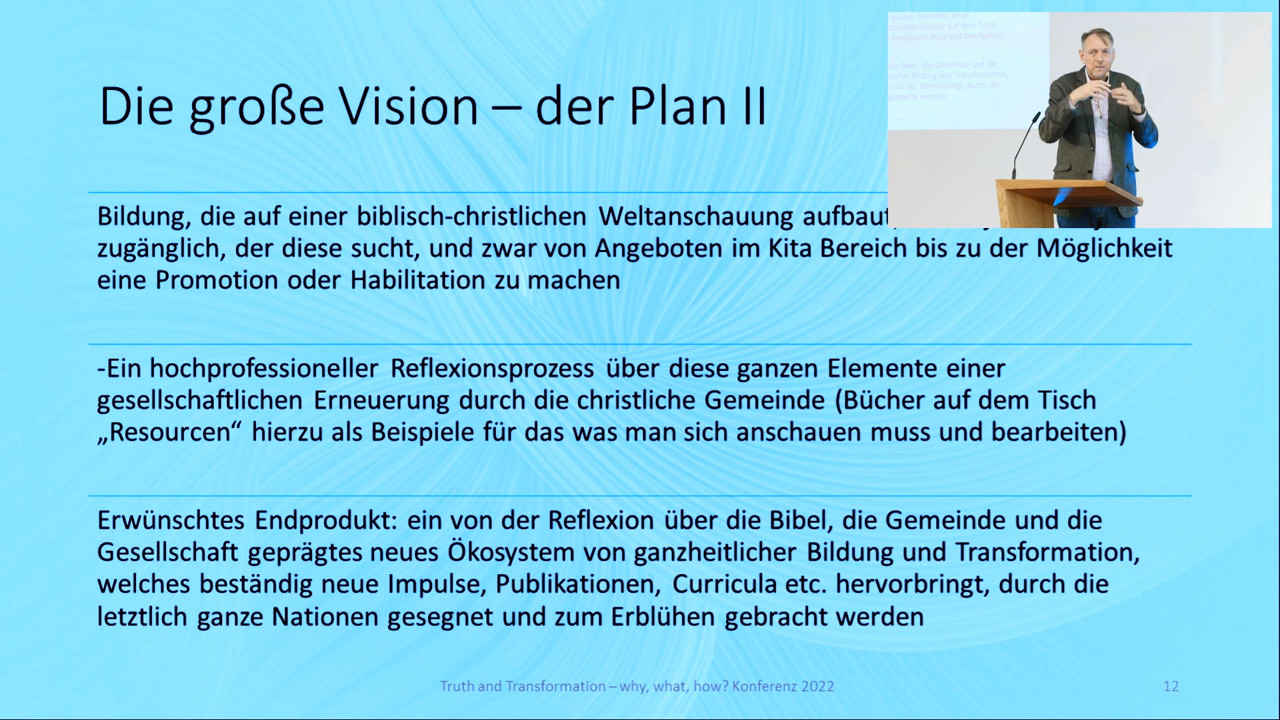 Die große Vision – der Plan II
Bildung, die auf einer biblisch-christlichen Weltanschauung aufbaut,
zugänglich, der diese sucht, und zwar von Angeboten im Kita Bereich bis zu der Möglichkeit
eine Promotion oder Habilitation zu machen
-Ein hochprofessioneller Reflexionsprozess über diese ganzen Elemente einer
gesellschaftlichen Erneuerung durch die christliche Gemeinde (Bücher auf dem Tisch
„Resourcen“ hierzu als Beispiele für das was man sich anschauen muss und bearbeiten)
Erwünschtes Endprodukt: ein von der Reflexion über die Bibel, die Gemeinde und die
Gesellschaft geprägtes neues Ökosystem von ganzheitlicher Bildung und Transformation,
welches beständig neue Impulse, Publikationen, Curricula etc. hervorbringt, durch die
letztlich ganze Nationen gesegnet und zum Erblühen gebracht werden
Truth and Transformation – why, what, how? Konferenz 2022
12